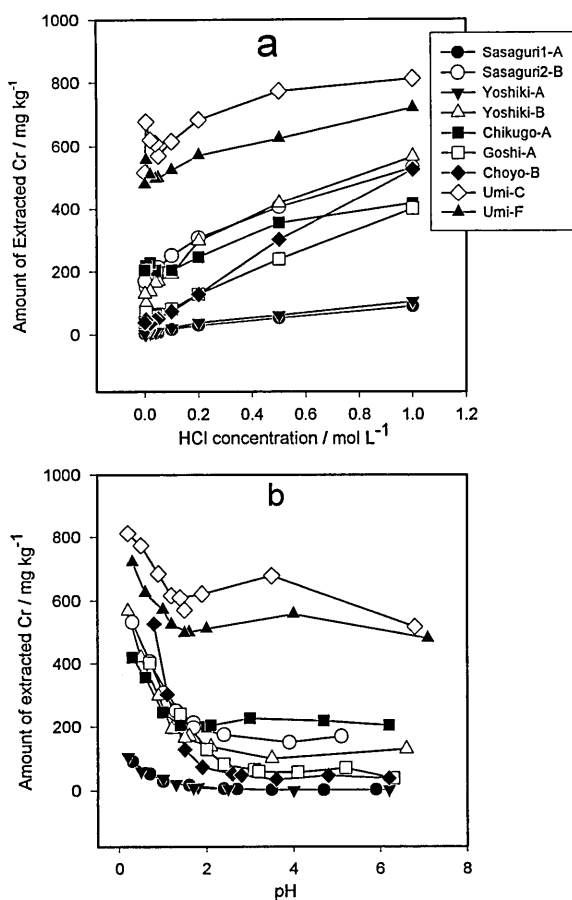 a
1000
800
600
400
200
0
Amount of Extracted Cr / mg kg⁻¹
0.0 0.2 0.4 0.6 0.8 1.0 1.2
HCl concentration / mol L⁻¹
Sasaguri1-A
Sasaguri2-B
Yoshiki-A
Yoshiki-B
Chikugo-A
Goshi-A
Choyo-B
Umi-C
Umi-F
b
1000
800
600
400
200
0
Amount of extracted Cr / mg kg⁻¹
0 2 4 6 8
pH